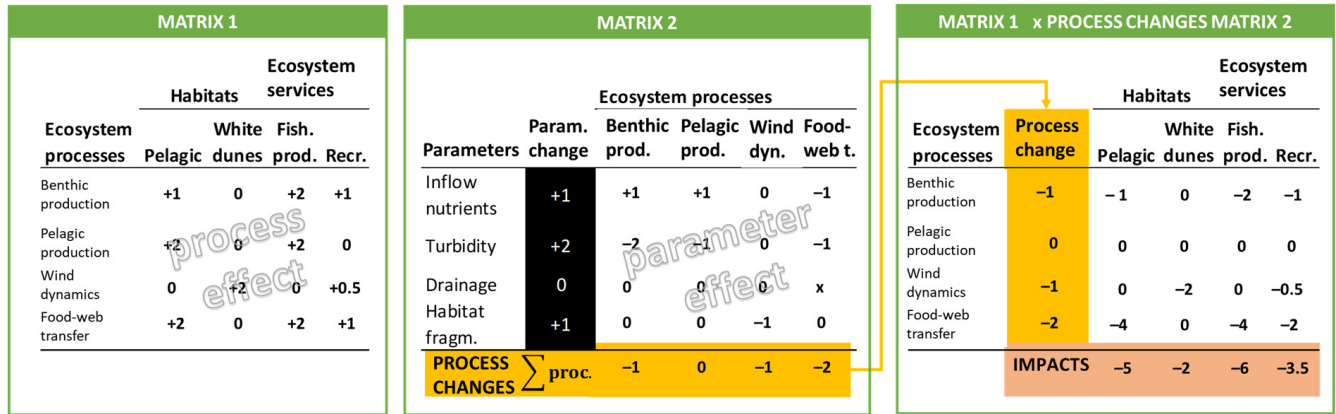 MATRIX 1
Ecosystem
services
Habitats
Ecosystem
processes
White
Fish.
Pelagic dunes prod. Recr.
Benthic
production
+1 0 +2 +1
Pelagic
production
+2 0 +2 0
Wind
dynamics
0 +2 0 +0.5
Food-web
transfer
+2 0 +2 +1
process
effect
MATRIX 2
Ecosystem processes
Parameters
Param.
change
Benthic
prod.
Pelagic
prod.
Wind
dyn.
Food-
web t.
Inflow
nutrients
+1 +1 +1 0 –1
Turbidity +2 –2 –1 0 –1
Drainage 0 0 0 0 x
Habitat
fragm.
+1 0 0 –1 0
parameter
effect
PROCESS
CHANGES
∑ proc. –1 0 –1 –2
MATRIX 1 x PROCESS CHANGES MATRIX 2
Ecosystem
services
Habitats
Ecosystem
processes
Process
change
White
Fish.
Pelagic dunes prod. Recr.
Benthic
production
–1 – 1 0 –2 –1
Pelagic
production
0 0 0 0 0
Wind
dynamics
–1 0 –2 0 –0.5
Food-web
transfer
–2 –4 0 –4 –2
IMPACTS –5 –2 –6 –3.5